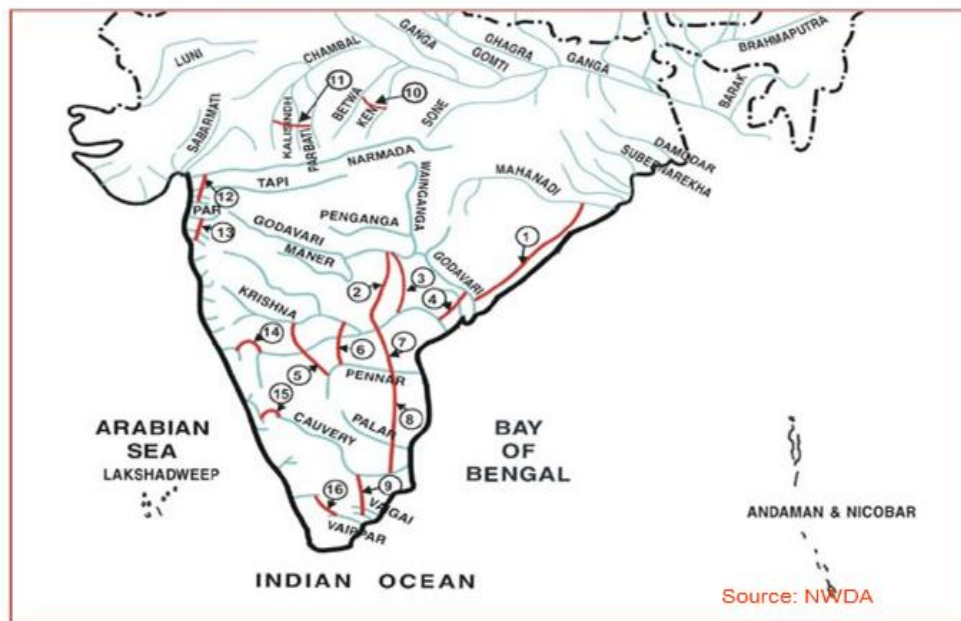 LUNI
CHAMBAL
GANGA
GHAGRA
GOMTI
GANGA
BRAHMAPUTRA
BARAK
SABARMATI
KALISINDH
PARBATI
11
BETWA
KEN
10
SONE
NARMADA
TAPI
12
PAR
13
WAINGANGA
PENGANGA
MAHANADI
DAMODAR
SUBERNAREKHA
GODAVARI
MANER
GODAVARI
1
2
3
4
KRISHNA
14
5
6
7
PENNAR
15
CAUVERY
PALAR
8
ARABIAN
SEA
LAKSHADWEEP
BAY
OF
BENGAL
16
9
VAIGAI
VAIPPAR
ANDAMAN & NICOBAR
INDIAN OCEAN
Source: NWDA